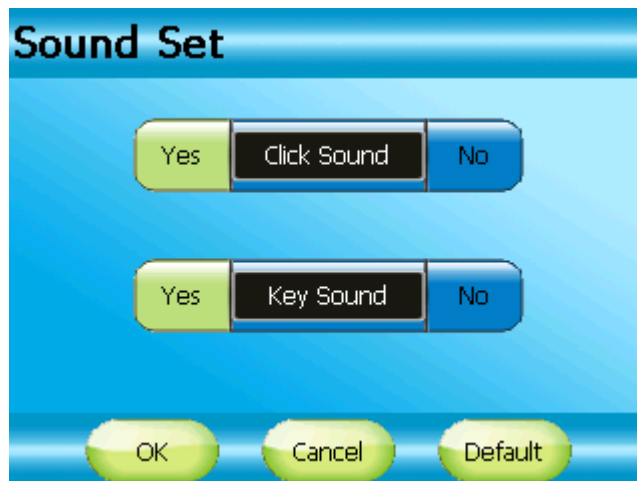 Sound Set
Yes Click Sound No
Yes Key Sound No
OK Cancel Default